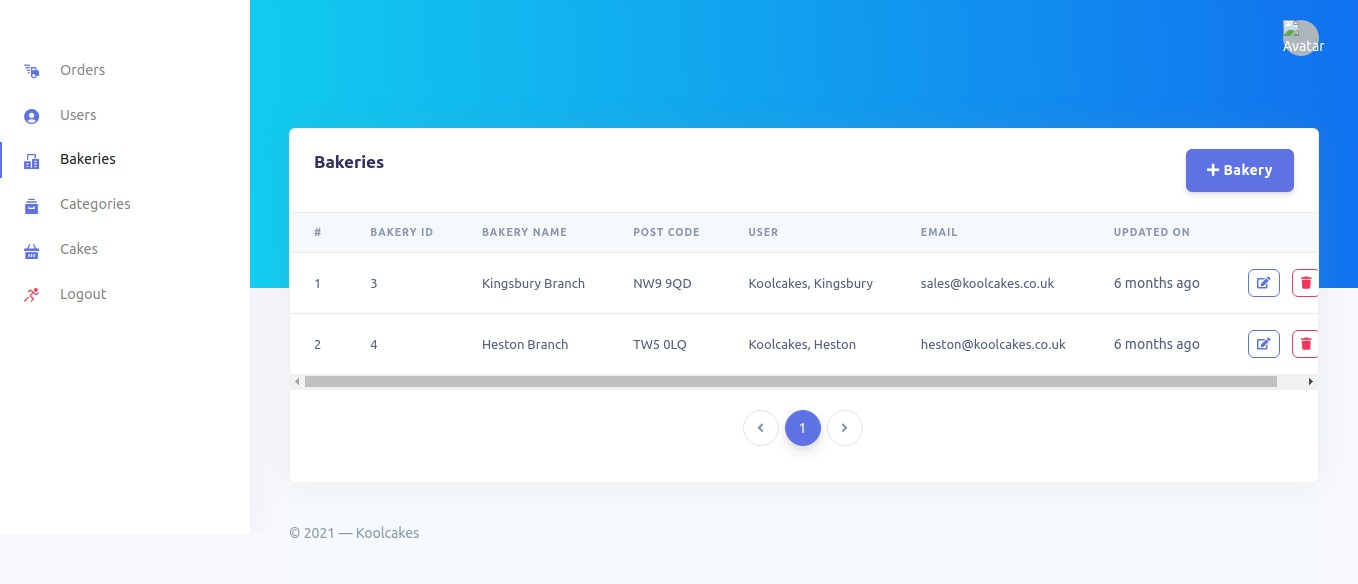 Avatar
Orders
Users
Bakeries
Categories
Cakes
Logout
Bakeries
+ Bakery
# BAKERY ID BAKERY NAME POST CODE USER EMAIL UPDATED ON
1 3 Kingsbury Branch NW9 9QD Koolcakes, Kingsbury sales@koolcakes.co.uk 6 months ago
2 4 Heston Branch TW5 0LQ Koolcakes, Heston heston@koolcakes.co.uk 6 months ago
1
© 2021 — Koolcakes